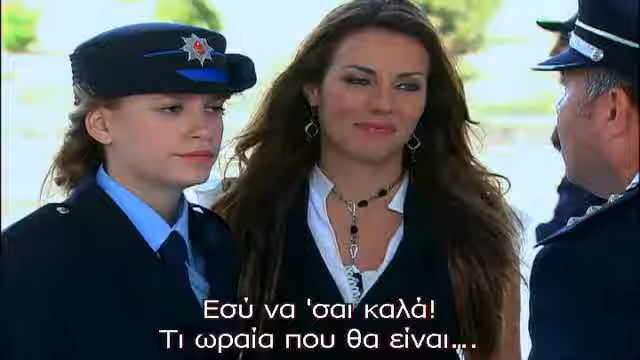 Εσύ να 'σαι καλά!
Τι ωραία που θα είναι....